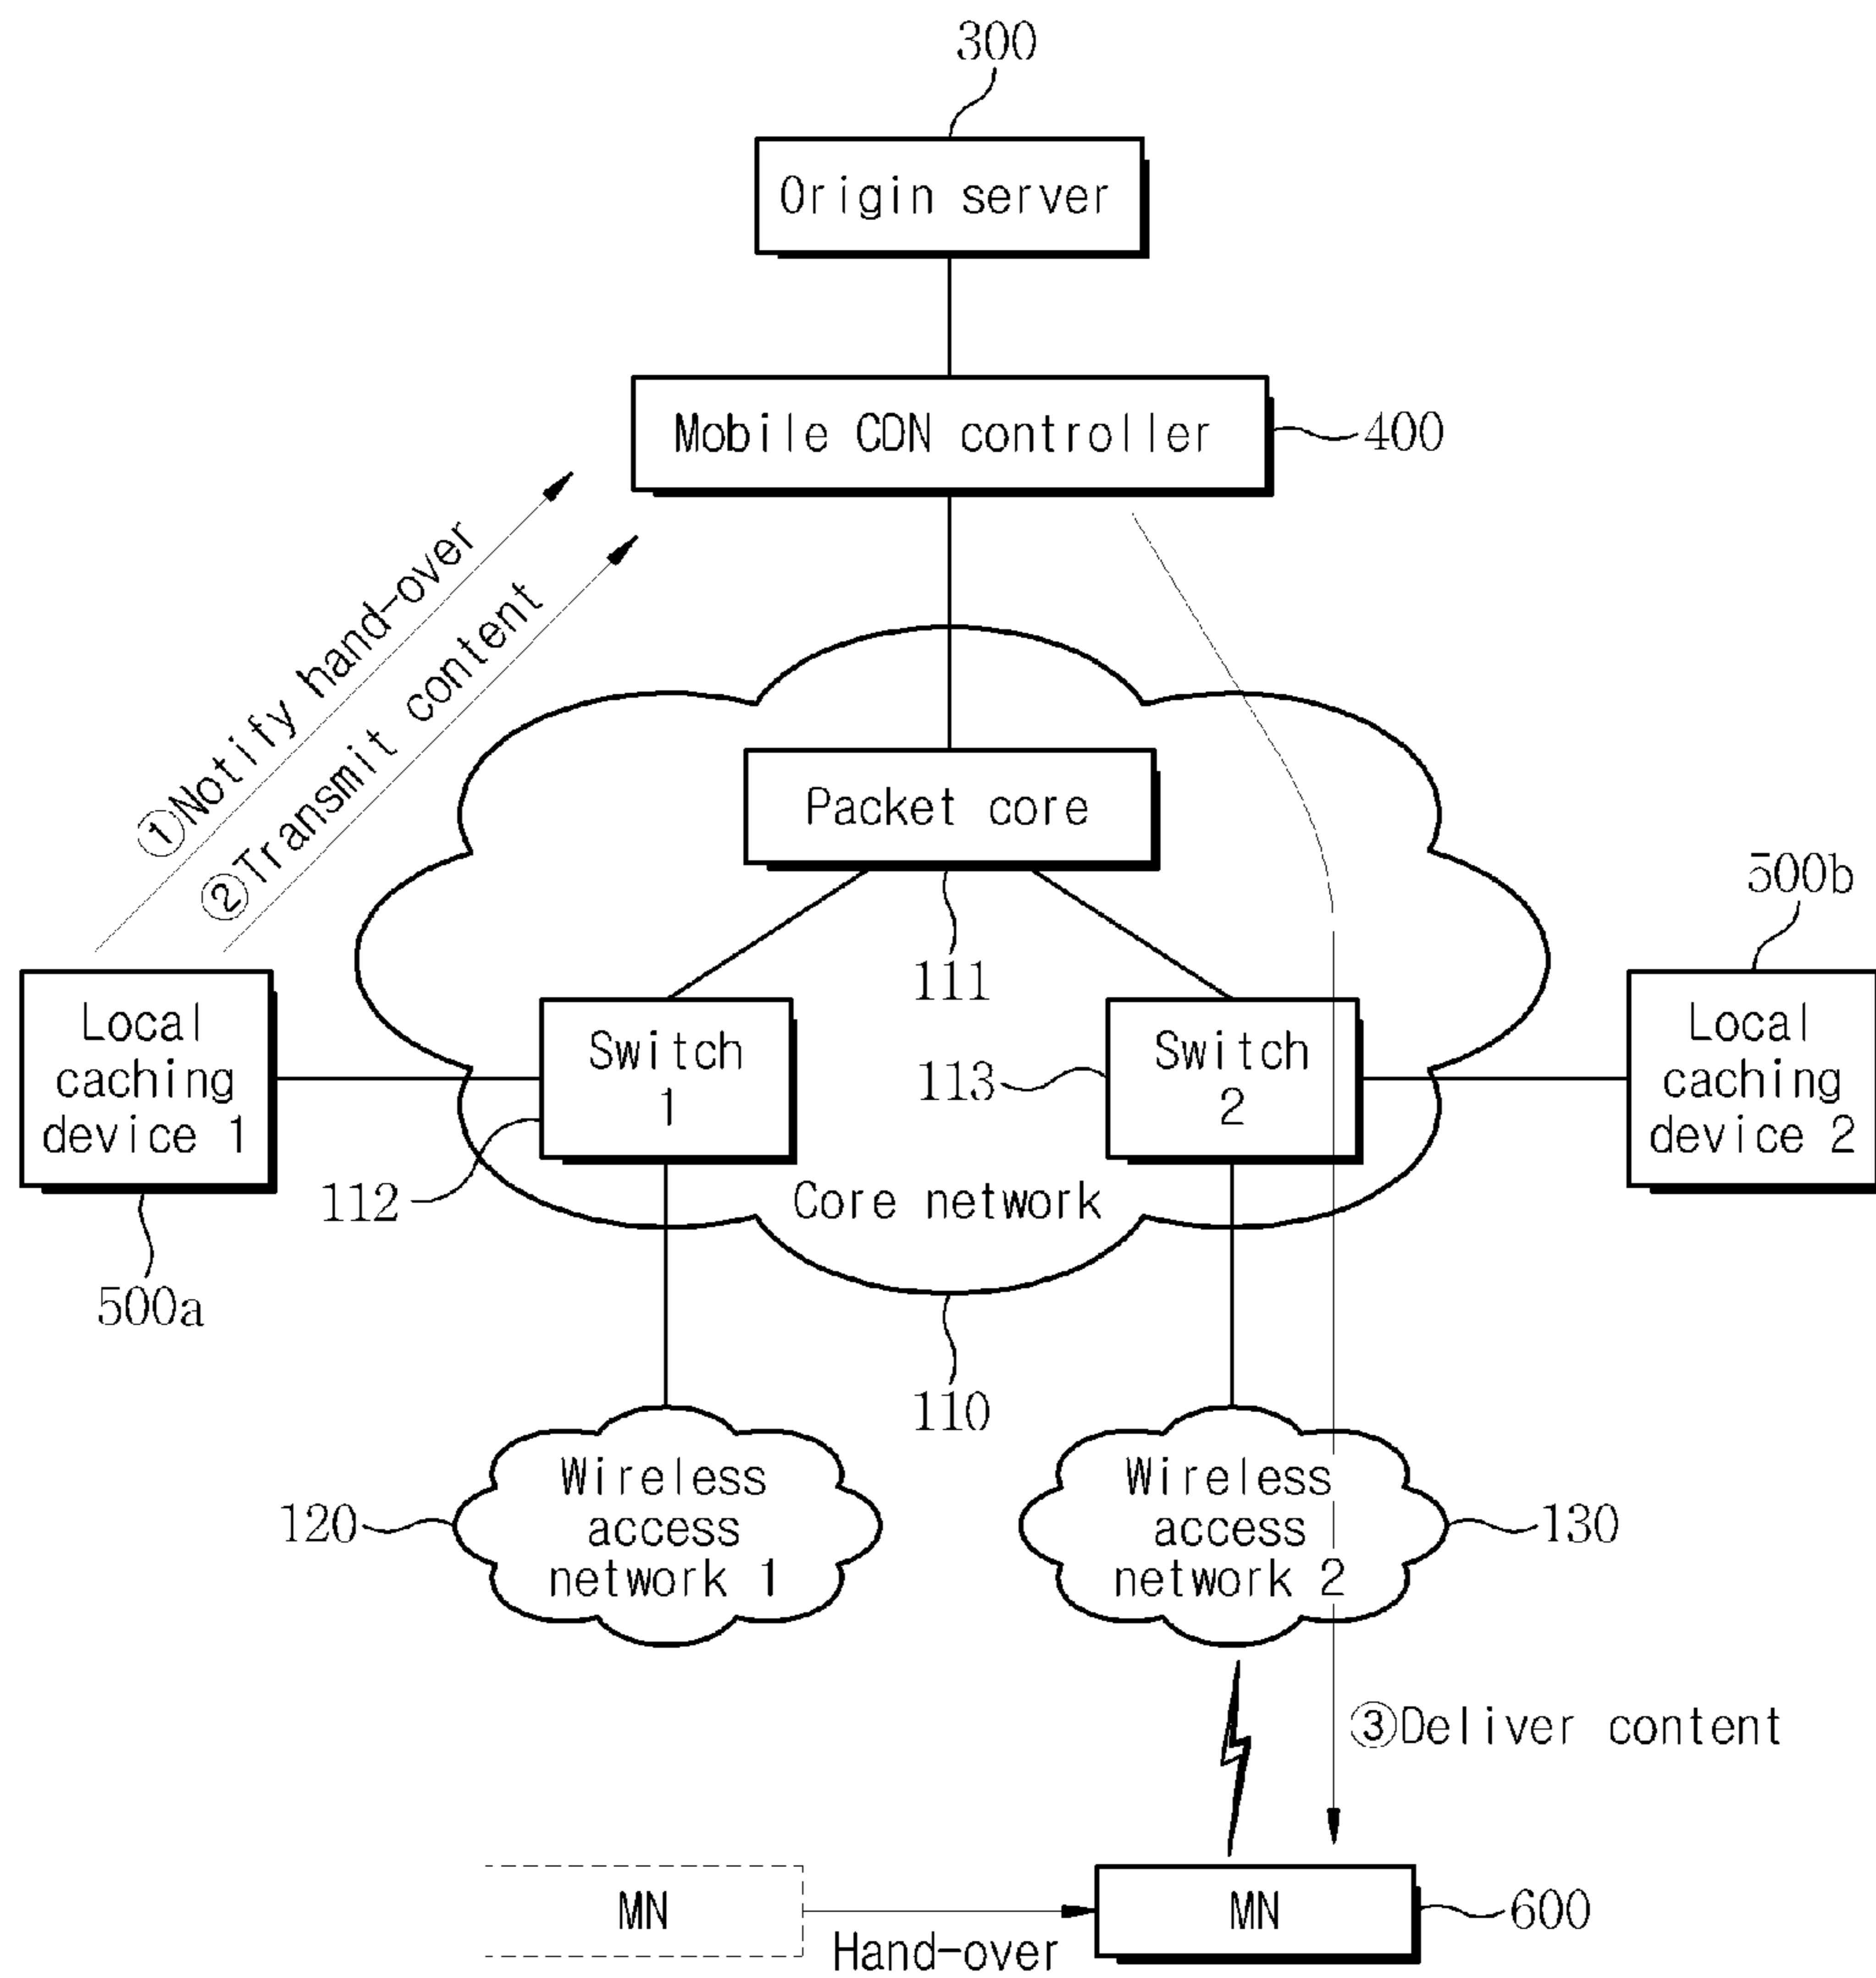 300
Origin server
Mobile CDN controller
400
①Notify hand-over
②Transmit content
Packet core
111
500b
Local
caching
device 1
Switch
1
113
Switch
2
Local
caching
device 2
112
Core network
500a
110
Wireless
access
network 1
120
Wireless
access
network 2
130
③Deliver content
MN
Hand-over
MN
600